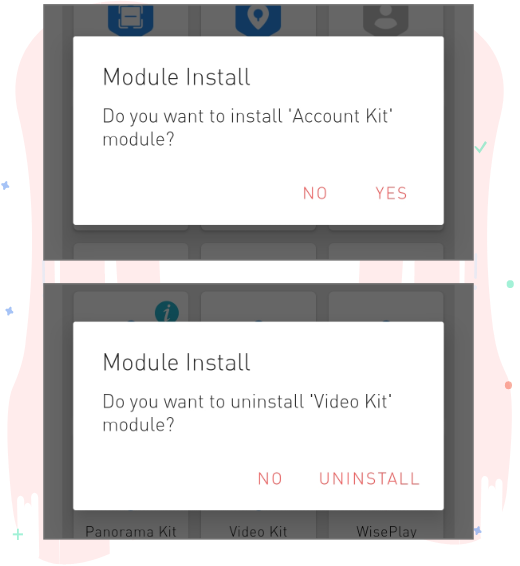 Module Install
Do you want to install 'Account Kit'
module?
NO YES
i
Module Install
Do you want to uninstall 'Video Kit'
module?
NO UNINSTALL
Panorama Kit Video Kit WisePlay